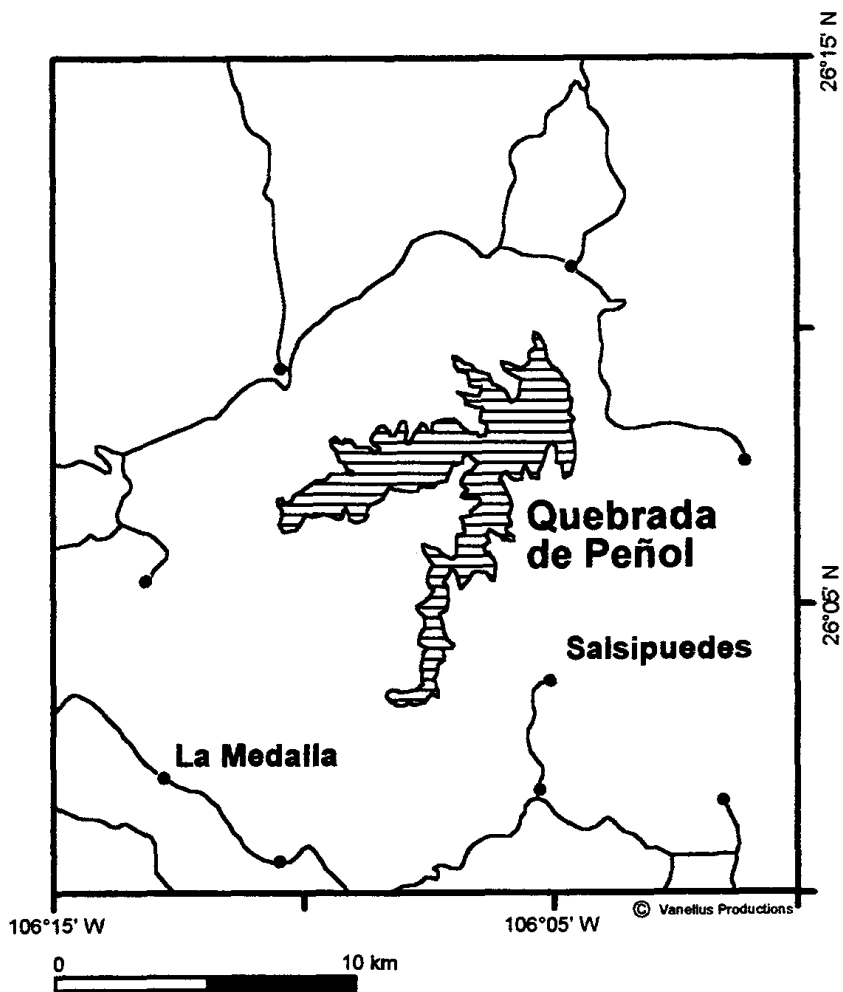 26°15' N
Quebrada
de Peñol
26°05' N
Salsipuedes
La Medalla
106°15' W
106°05' W
© Vanellus Productions
0
10 km